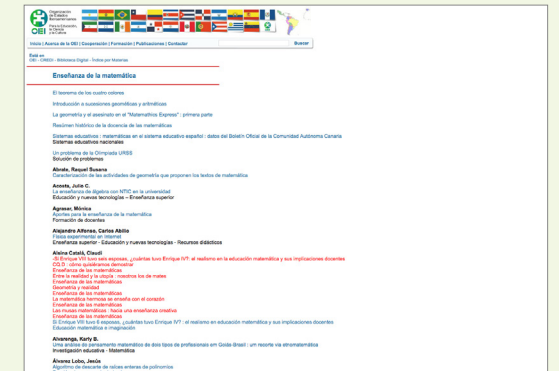 Organización
de Estados
Iberoamericanos
Para la Educación,
la Ciencia
y la Cultura
OEI
Inicio | Acerca de la OEI | Cooperación | Formación | Publicaciones | Contactar
Buscar
Está en
OEI - CREDI - Biblioteca Digital - Índice por Materias
Enseñanza de la matemática
El teorema de los cuatro colores
Introducción a sucesiones geométricas y aritméticas
La geometría y el asesinato en el "Matemathics Express" : primera parte
Resúmen histórico de la docencia de las matemáticas
Sistemas educativos : matemáticas en el sistema educativo español : datos del Boletín Oficial de la Comunidad Autónoma Canaria
Sistemas educativos nacionales
Un problema de la Olimpiada URSS
Solución de problemas
Abrate, Raquel Susana
Caracterización de las actividades de geometría que proponen los textos de matemática
Acosta, Julio C.
La enseñanza de álgebra con NTIC en la universidad
Educación y nuevas tecnologías – Enseñanza superior
Agrasar, Mónica
Aportes para la enseñanza de la matemática
Formación de docentes
Alejandro Alfonso, Carlos Abilio
Física experimental en internet
Enseñanza superior - Educación y nuevas tecnologías - Recursos didácticos
Alsina Catalá, Claudi
Si Enrique VIII tuvo seis esposas, ¿cuántas tuvo Enrique IV?: el realismo en la educación matemática y sus implicaciones docentes
C.Q.D : cómo quisiéramos demostrar
Enseñanza de las matemáticas
Entre la realidad y la utopía : nosotros los de mates
Enseñanza de las matemáticas
Geometría y realidad
Enseñanza de las matemáticas
La matemática hermosa se enseña con el corazón
Enseñanza de las matemáticas
Las musas matemáticas : hacia una enseñanza creativa
Enseñanza de las matemáticas
Si Enrique VIII tuvo 6 esposas, ¿cuántas tuvo Enrique IV? : el realismo en educación matemática y sus implicaciones docentes
Educación matemática e imaginación
Alvarenga, Karly B.
Uma análise do pensamento matemático de dois tipos de profissionais em Goiás-Brasil : um recorte via etnomatemática
Investigación educativa - Matemática
Álvarez Lobo, Jesús
Algoritmo de descarte de raíces enteras de polinomios